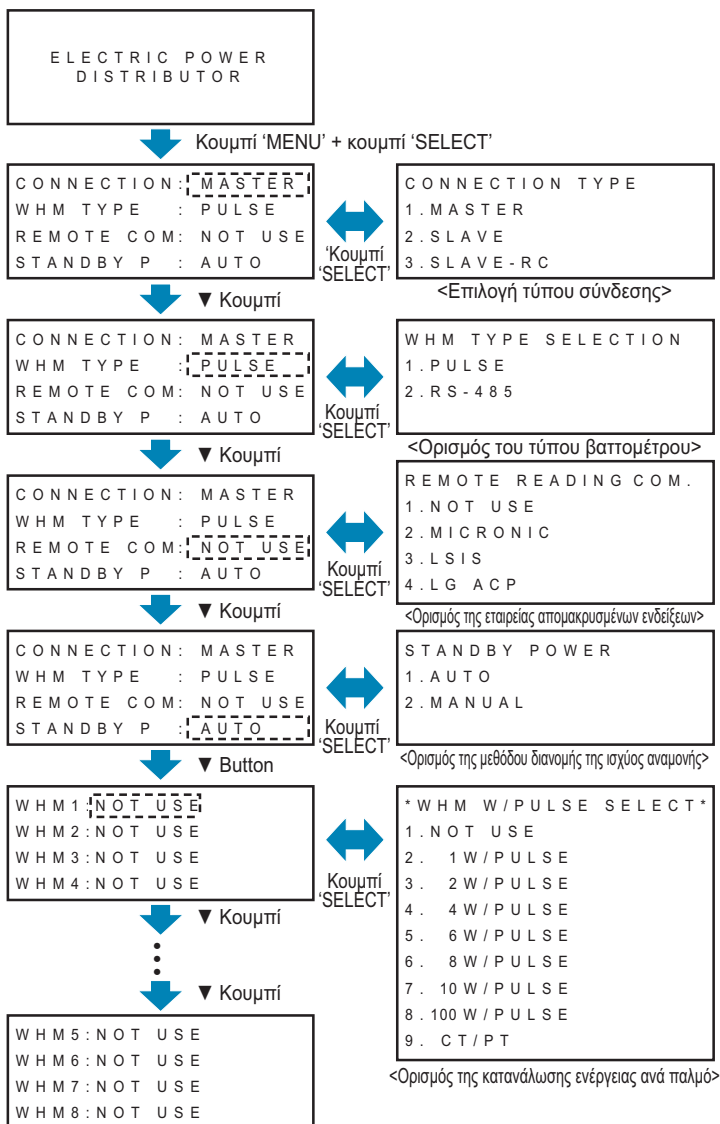 ELECTRIC POWER
DISTRIBUTOR
Κουμπί ‘MENU’ + κουμπί ‘SELECT’
CONNECTION: MASTER
WHM TYPE : PULSE
REMOTE COM: NOT USE
STANDBY P : AUTO
‘Κουμπί
‘SELECT’
CONNECTION TYPE
1.MASTER
2.SLAVE
3.SLAVE-RC
<Επιλογή τύπου σύνδεσης>
▼ Κουμπί
CONNECTION: MASTER
WHM TYPE : PULSE
REMOTE COM: NOT USE
STANDBY P : AUTO
Κουμπί
‘SELECT’
WHM TYPE SELECTION
1.PULSE
2.RS-485
<Ορισμός του τύπου βαττομέτρου>
▼ Κουμπί
CONNECTION: MASTER
WHM TYPE : PULSE
REMOTE COM: NOT USE
STANDBY P : AUTO
Κουμπί
‘SELECT’
REMOTE READING COM.
1.NOT USE
2.MICRONIC
3.LSIS
4.LG ACP
<Ορισμός της εταιρείας απομακρυσμένων ενδείξεων>
▼ Κουμπί
CONNECTION: MASTER
WHM TYPE : PULSE
REMOTE COM: NOT USE
STANDBY P : AUTO
Κουμπί
‘SELECT’
STANDBY POWER
1.AUTO
2.MANUAL
<Ορισμός της μεθόδου διανομής της ισχύος αναμονής>
▼ Button
WHM1:NOT USE
WHM2:NOT USE
WHM3:NOT USE
WHM4:NOT USE
Κουμπί
‘SELECT’
*WHM W/PULSE SELECT*
1.NOT USE
2. 1W/PULSE
3. 2W/PULSE
4. 4W/PULSE
5. 6W/PULSE
6. 8W/PULSE
7. 10W/PULSE
8.100W/PULSE
9. CT/PT
<Ορισμός της κατανάλωσης ενέργειας ανά παλμό>
▼ Κουμπί
▼ Κουμπί
WHM5:NOT USE
WHM6:NOT USE
WHM7:NOT USE
WHM8:NOT USE